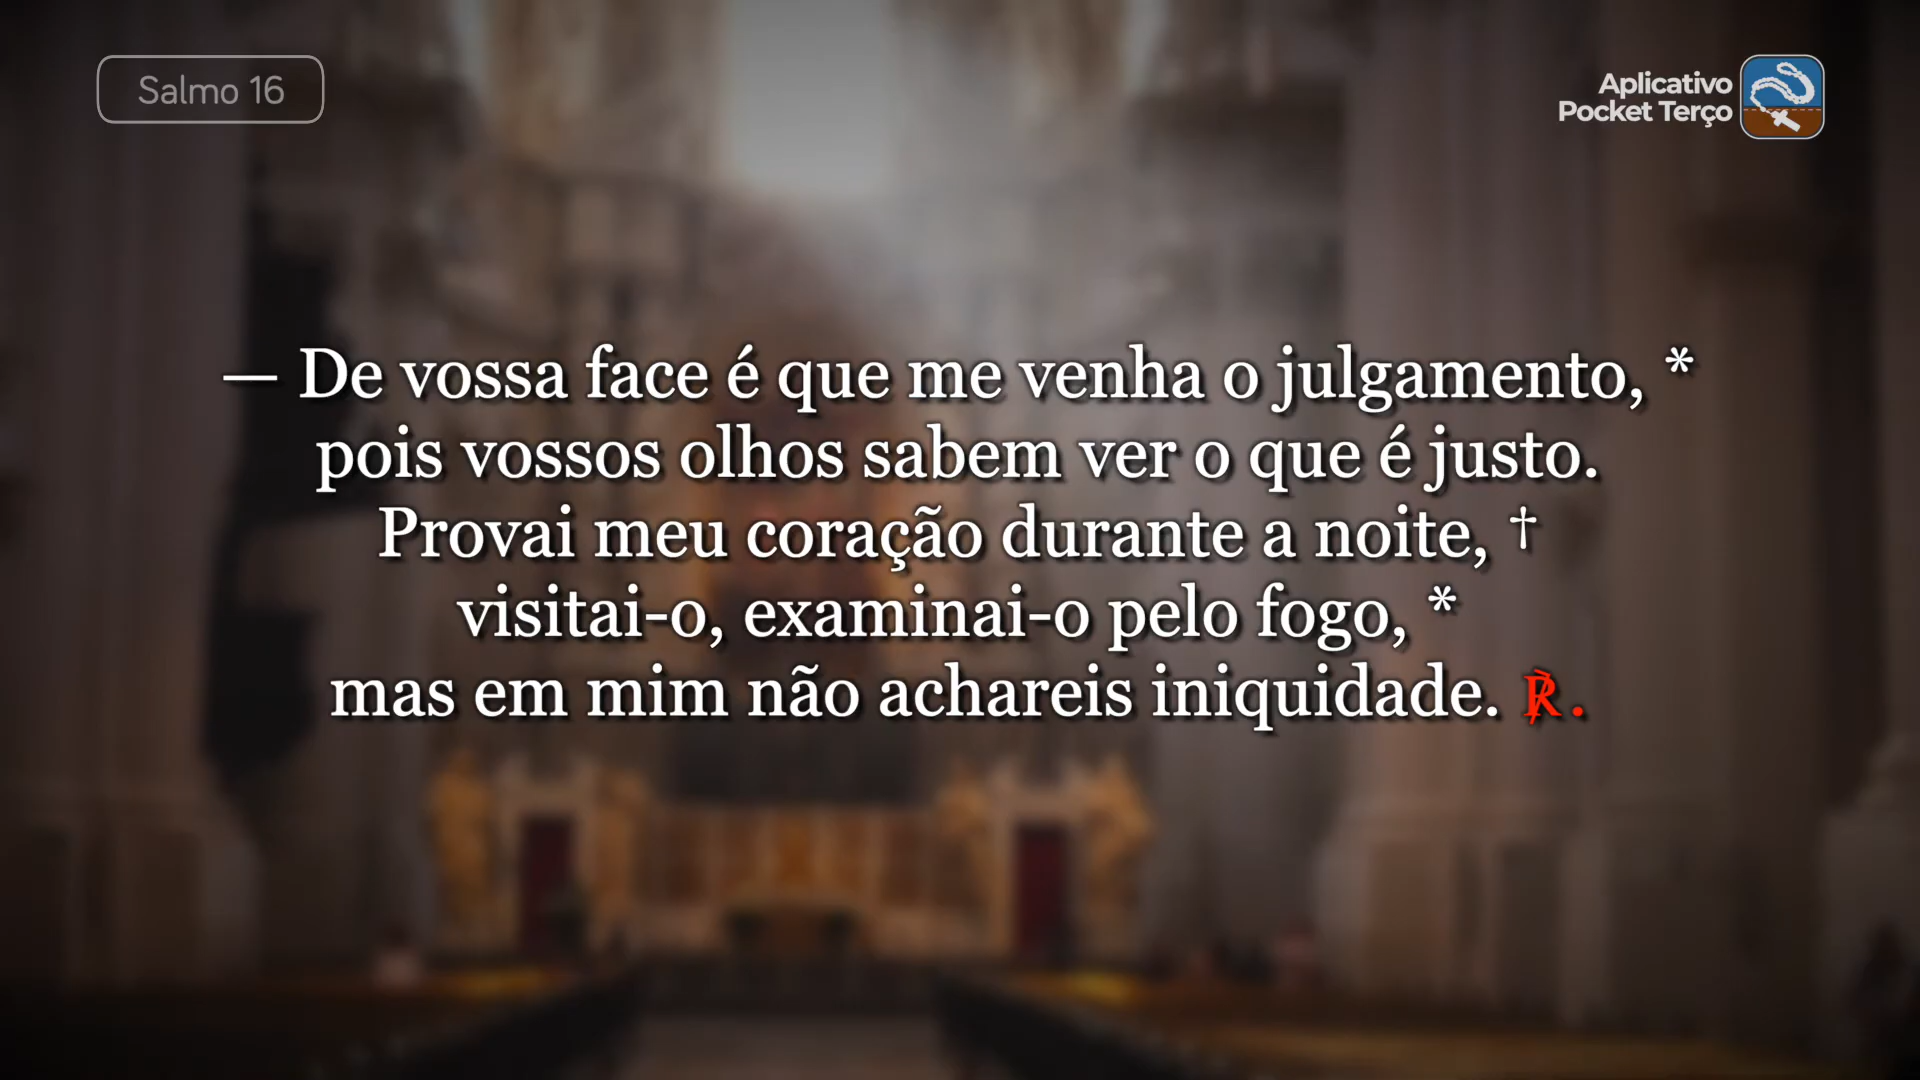 Salmo 16
Aplicativo
Pocket Terço
— De vossa face é que me venha o julgamento, *
pois vossos olhos sabem ver o que é justo.
Provai meu coração durante a noite, †
visitai-o, examinai-o pelo fogo, *
mas em mim não achareis iniquidade. ℟.